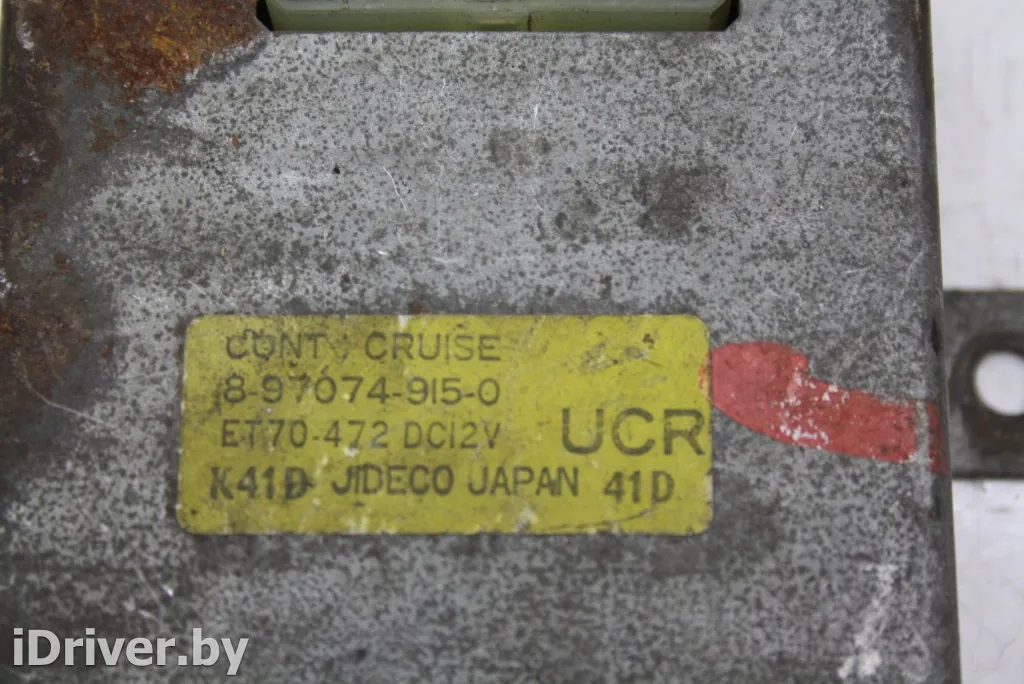 CONT; CRUISE
8-97074-915-0
ET70-472 DC12V
UCR
K41D JIDECO JAPAN 41D
iDriver.by